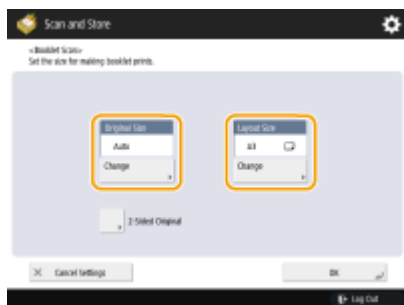 Scan and Store
<Booklet Scan>
Set the size for making booklet prints.
Original Size
Auto
Change
Layout Size
A3
Change
2-Sided Original
Cancel Settings
OK
Log Out